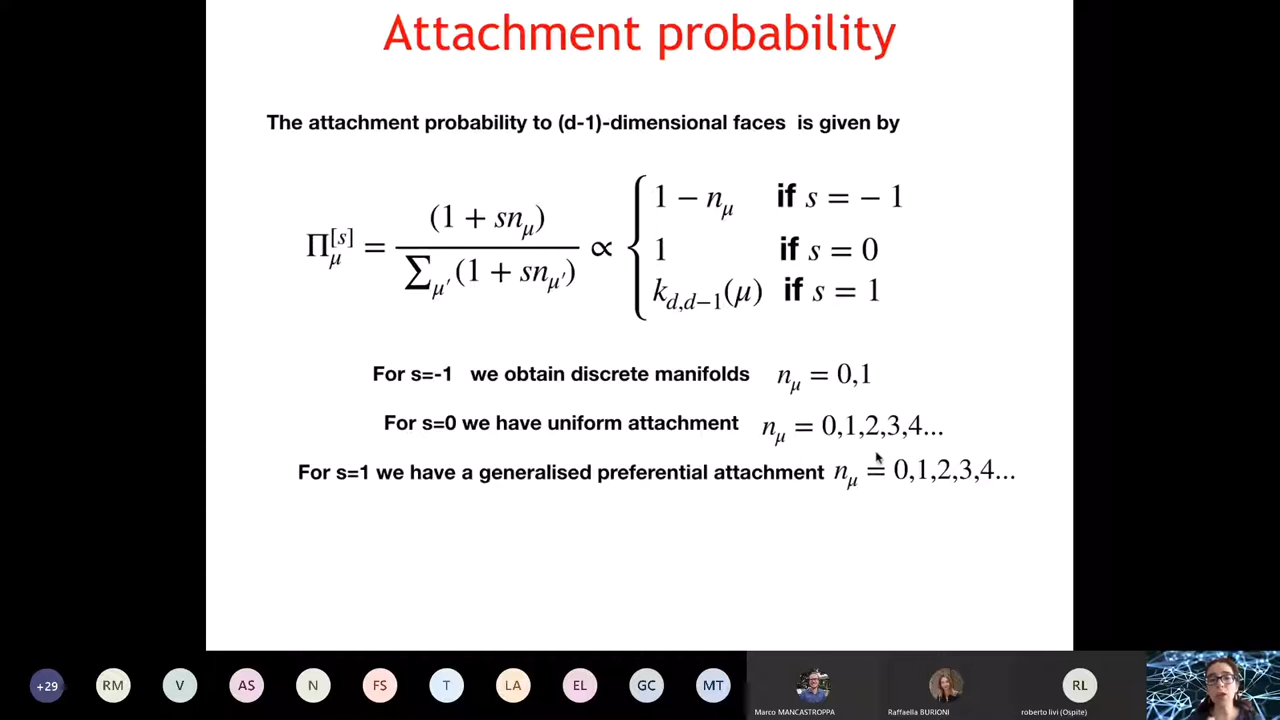 Attachment probability
The attachment probability to (d-1)-dimensional faces is given by
Π_μ^{[s]} = (1 + sn_μ) / ∑_{μ′}(1 + sn_{μ′}) ∝ { 1 − n_μ if s = − 1
1 if s = 0
k_{d,d−1}(μ) if s = 1
For s=-1 we obtain discrete manifolds n_μ = 0,1
For s=0 we have uniform attachment n_μ = 0,1,2,3,4...
For s=1 we have a generalised preferential attachment n_μ = 0,1,2,3,4...
+29 RM V AS N FS T LA EL GC MT RL
Marco MANCASTROPPA Raffaella BURIONI roberto livi (Ospite)